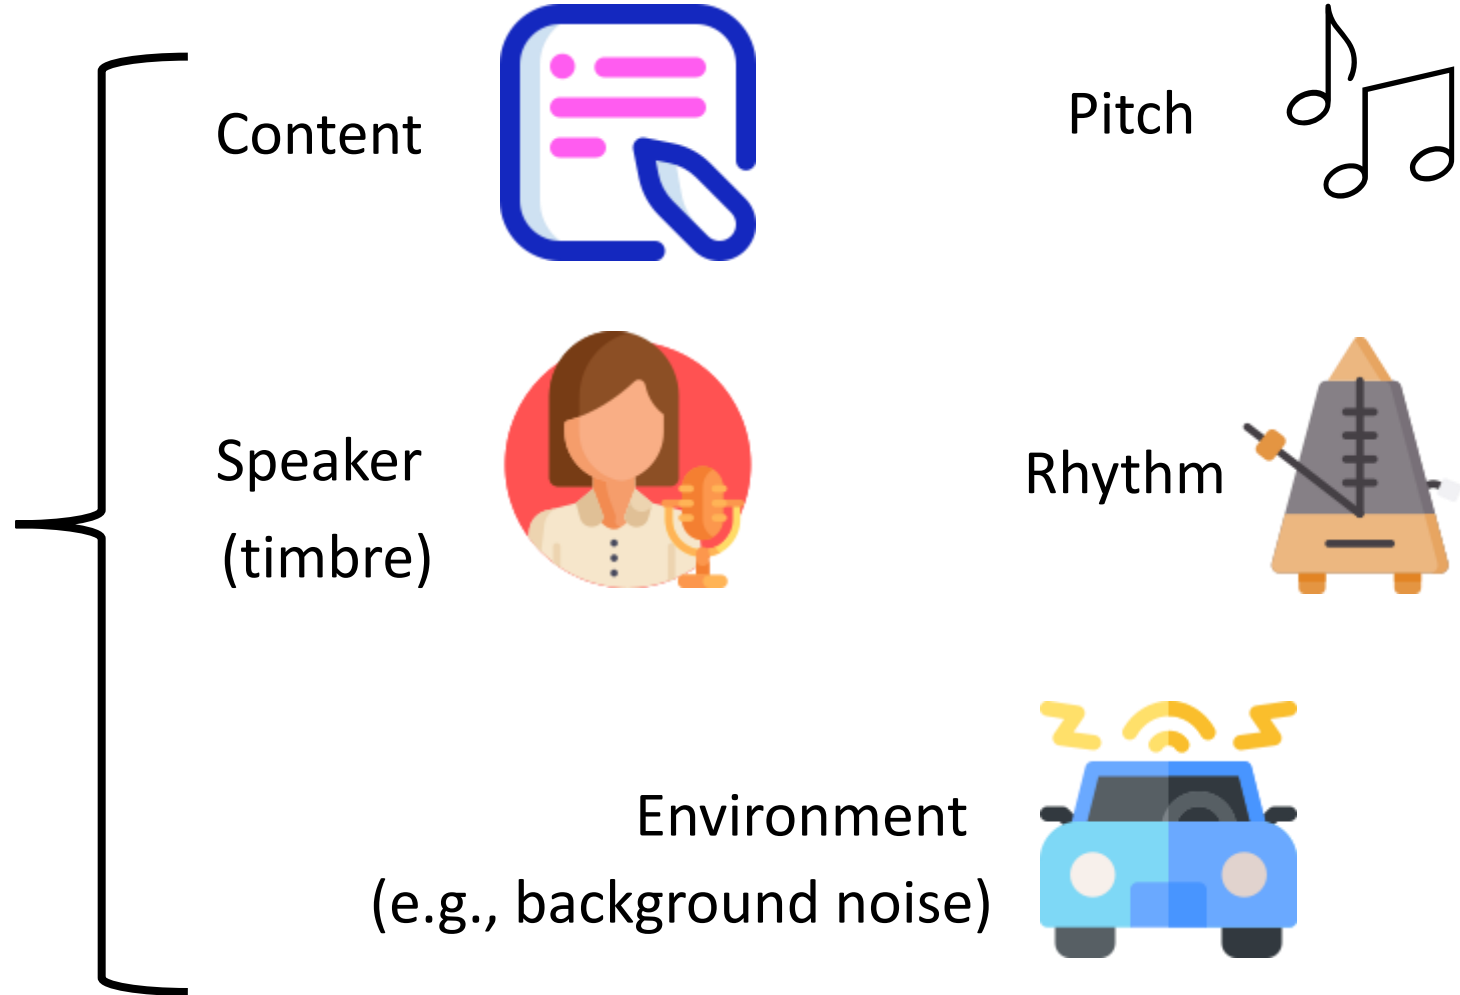 Content
Pitch
Speaker
(timbre)
Rhythm
Environment
(e.g., background noise)